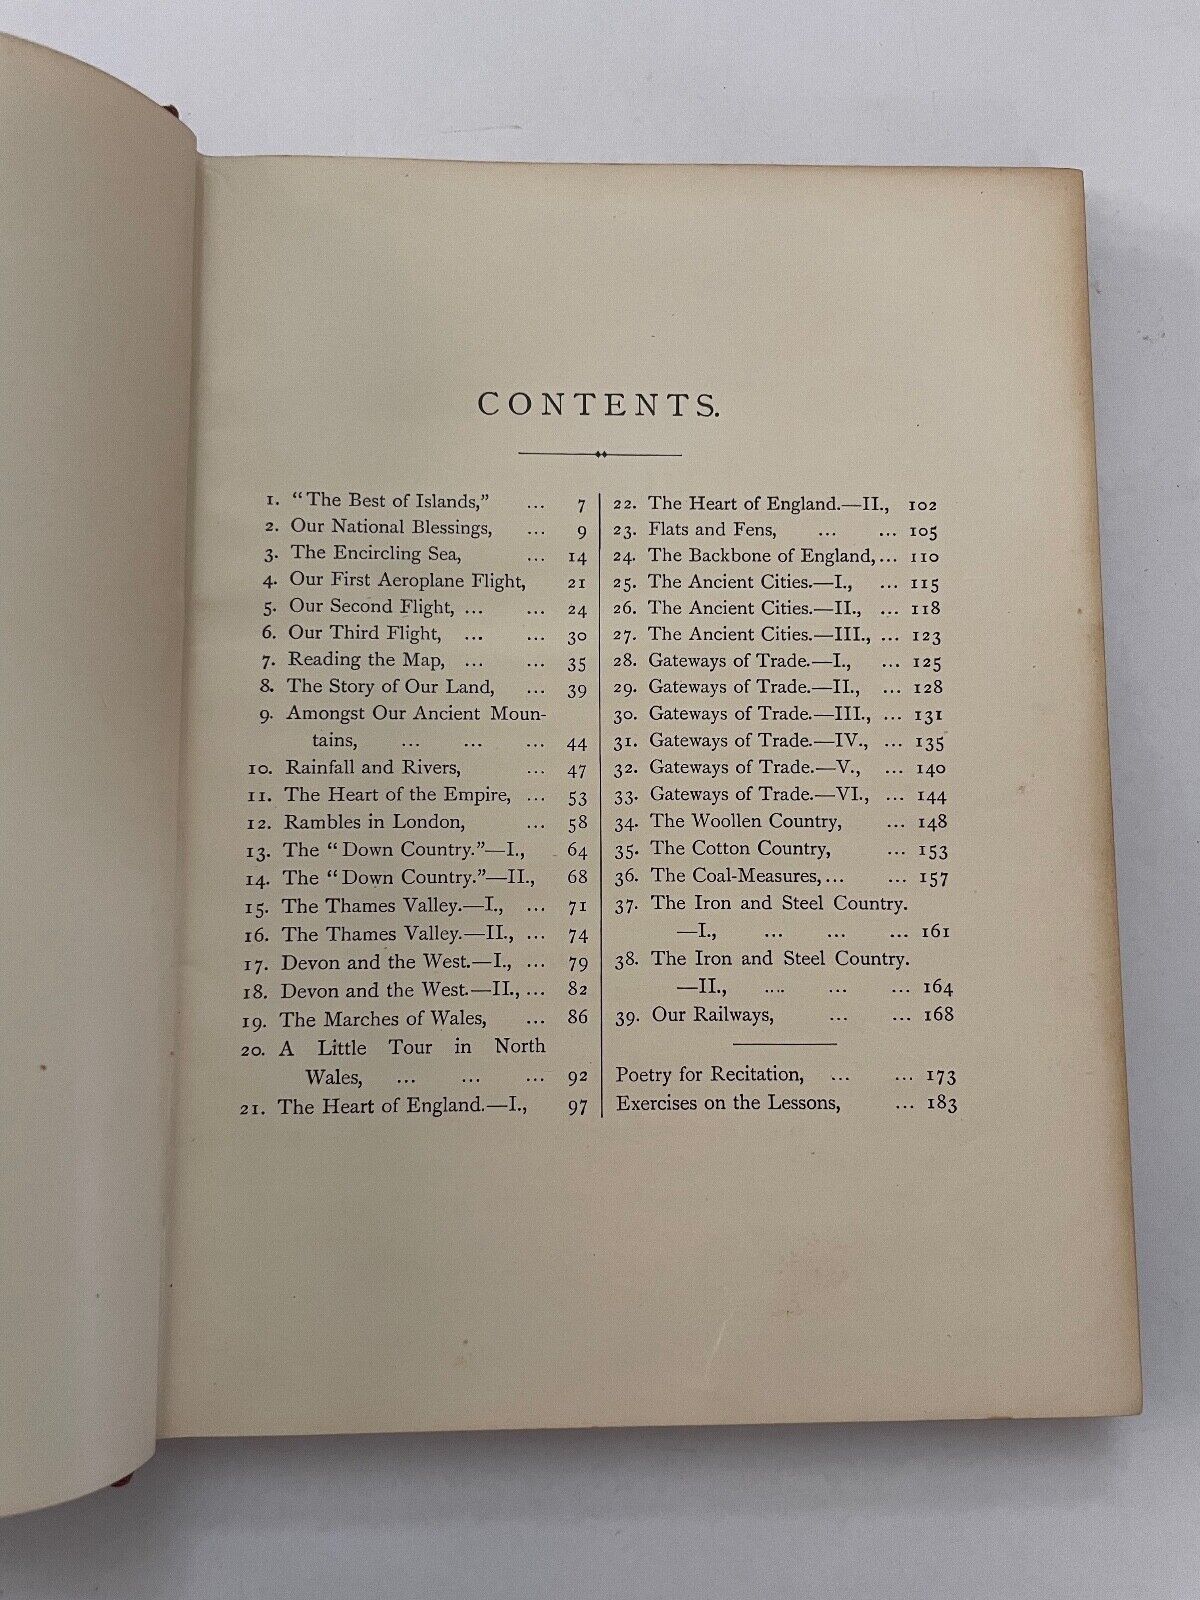 CONTENTS.
1. "The Best of Islands," ... 7
2. Our National Blessings, ... 9
3. The Encircling Sea, ... 14
4. Our First Aeroplane Flight, 21
5. Our Second Flight, ... ... 24
6. Our Third Flight, ... ... 30
7. Reading the Map, ... ... 35
8. The Story of Our Land, ... 39
9. Amongst Our Ancient Moun-
tains, ... ... ... 44
10. Rainfall and Rivers, ... 47
11. The Heart of the Empire, ... 53
12. Rambles in London, ... 58
13. The "Down Country."—I., 64
14. The "Down Country."—II., 68
15. The Thames Valley.—I., ... 71
16. The Thames Valley.—II., ... 74
17. Devon and the West.—I., ... 79
18. Devon and the West.—II., ... 82
19. The Marches of Wales, ... 86
20. A Little Tour in North
Wales, ... ... ... 92
21. The Heart of England.—I., 97
22. The Heart of England.—II., 102
23. Flats and Fens, ... ... 105
24. The Backbone of England, ... 110
25. The Ancient Cities.—I., ... 115
26. The Ancient Cities.—II., ... 118
27. The Ancient Cities.—III., ... 123
28. Gateways of Trade.—I., ... 125
29. Gateways of Trade.—II., ... 128
30. Gateways of Trade.—III., ... 131
31. Gateways of Trade.—IV., ... 135
32. Gateways of Trade.—V., ... 140
33. Gateways of Trade.—VI., ... 144
34. The Woollen Country, ... 148
35. The Cotton Country, ... 153
36. The Coal-Measures, ... ... 157
37. The Iron and Steel Country.
—I., ... ... ... 161
38. The Iron and Steel Country.
—II., .... ... ... 164
39. Our Railways, ... ... 168
Poetry for Recitation, ... ... 173
Exercises on the Lessons, ... 183